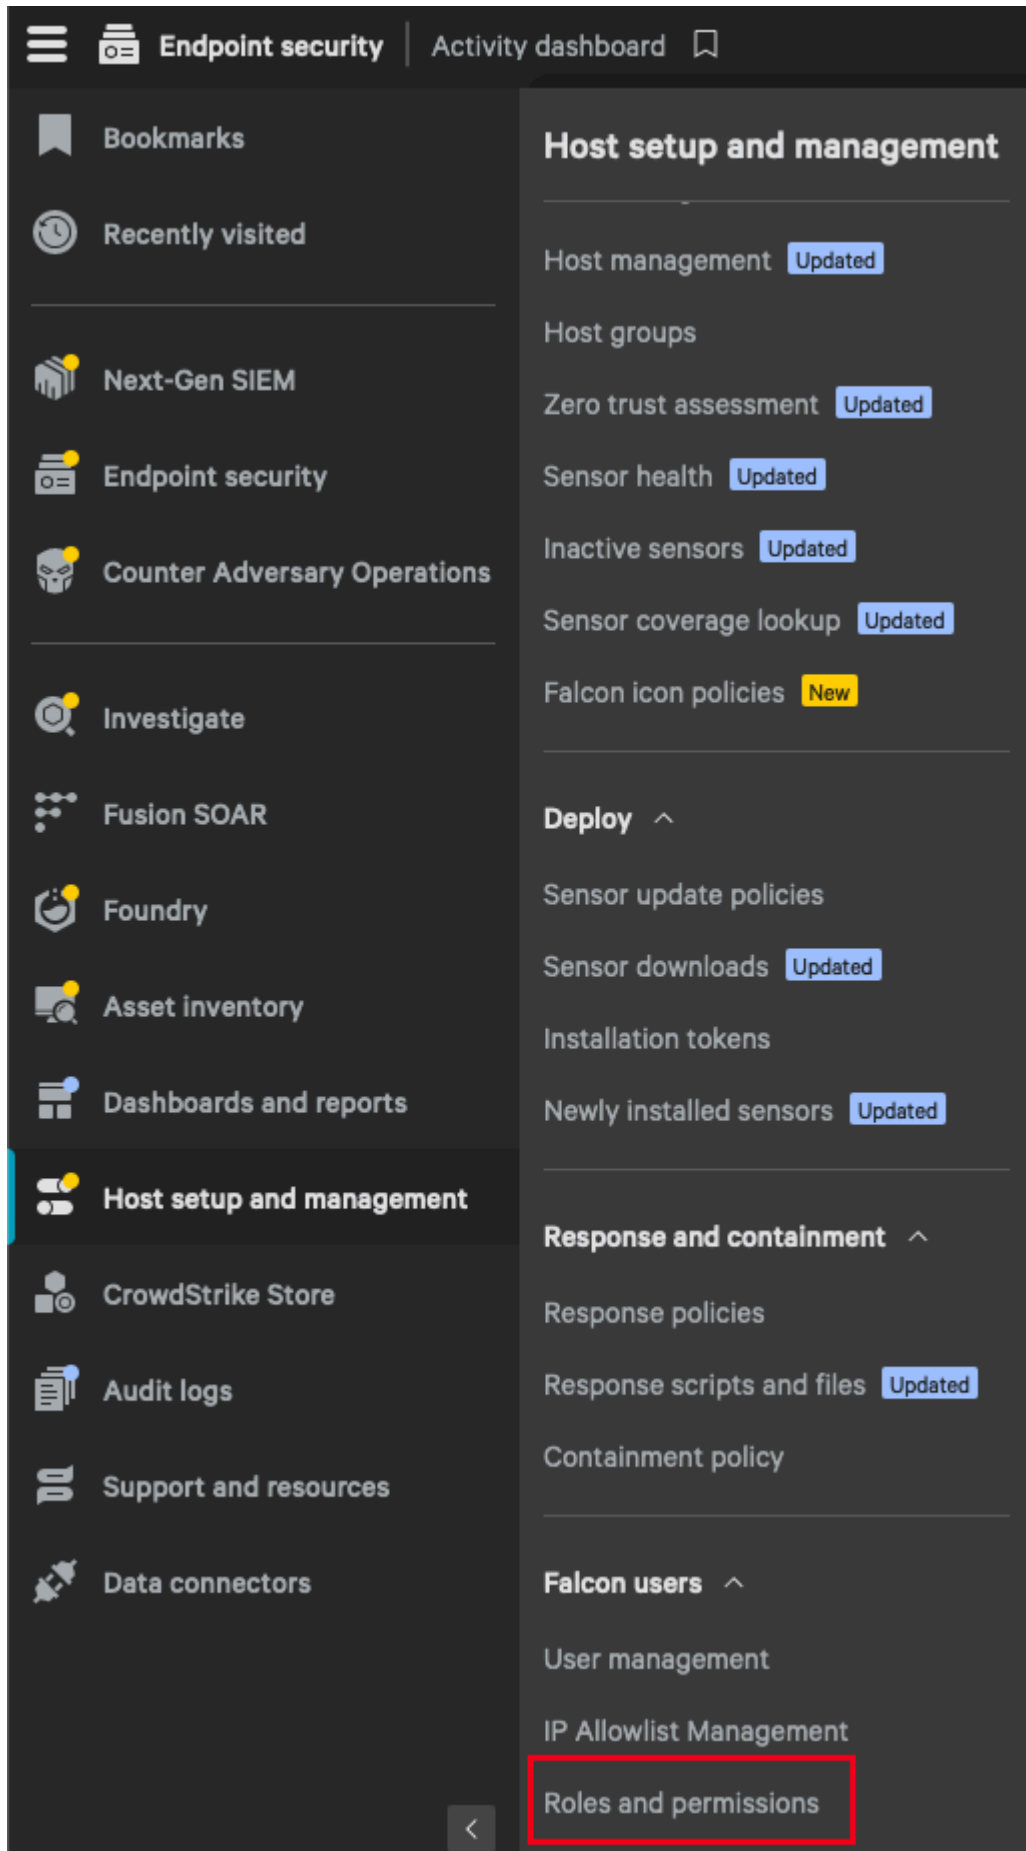 Endpoint security
Activity dashboard
Bookmarks
Recently visited
Next-Gen SIEM
Endpoint security
Counter Adversary Operations
Investigate
Fusion SOAR
Foundry
Asset inventory
Dashboards and reports
Host setup and management
CrowdStrike Store
Audit logs
Support and resources
Data connectors
Host setup and management
Host management Updated
Host groups
Zero trust assessment Updated
Sensor health Updated
Inactive sensors Updated
Sensor coverage lookup Updated
Falcon icon policies New
Deploy
Sensor update policies
Sensor downloads Updated
Installation tokens
Newly installed sensors Updated
Response and containment
Response policies
Response scripts and files Updated
Containment policy
Falcon users
User management
IP Allowlist Management
Roles and permissions